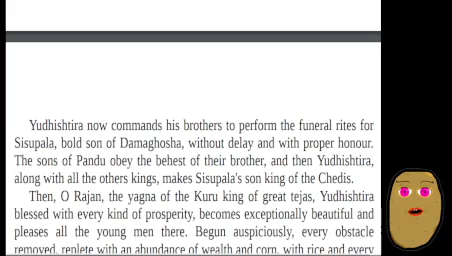 Yudhishtira now commands his brothers to perform the funeral rites for
Sisupala, bold son of Damaghosha, without delay and with proper honour.
The sons of Pandu obey the behest of their brother, and then Yudhishtira,
along with all the others kings, makes Sisupala's son king of the Chedis.
Then, O Rajan, the yagna of the Kuru king of great tejas, Yudhishtira
blessed with every kind of prosperity, becomes exceptionally beautiful and
pleases all the young men there. Begun auspiciously, every obstacle
removed, replete with an abundance of wealth and corn, with rice and every